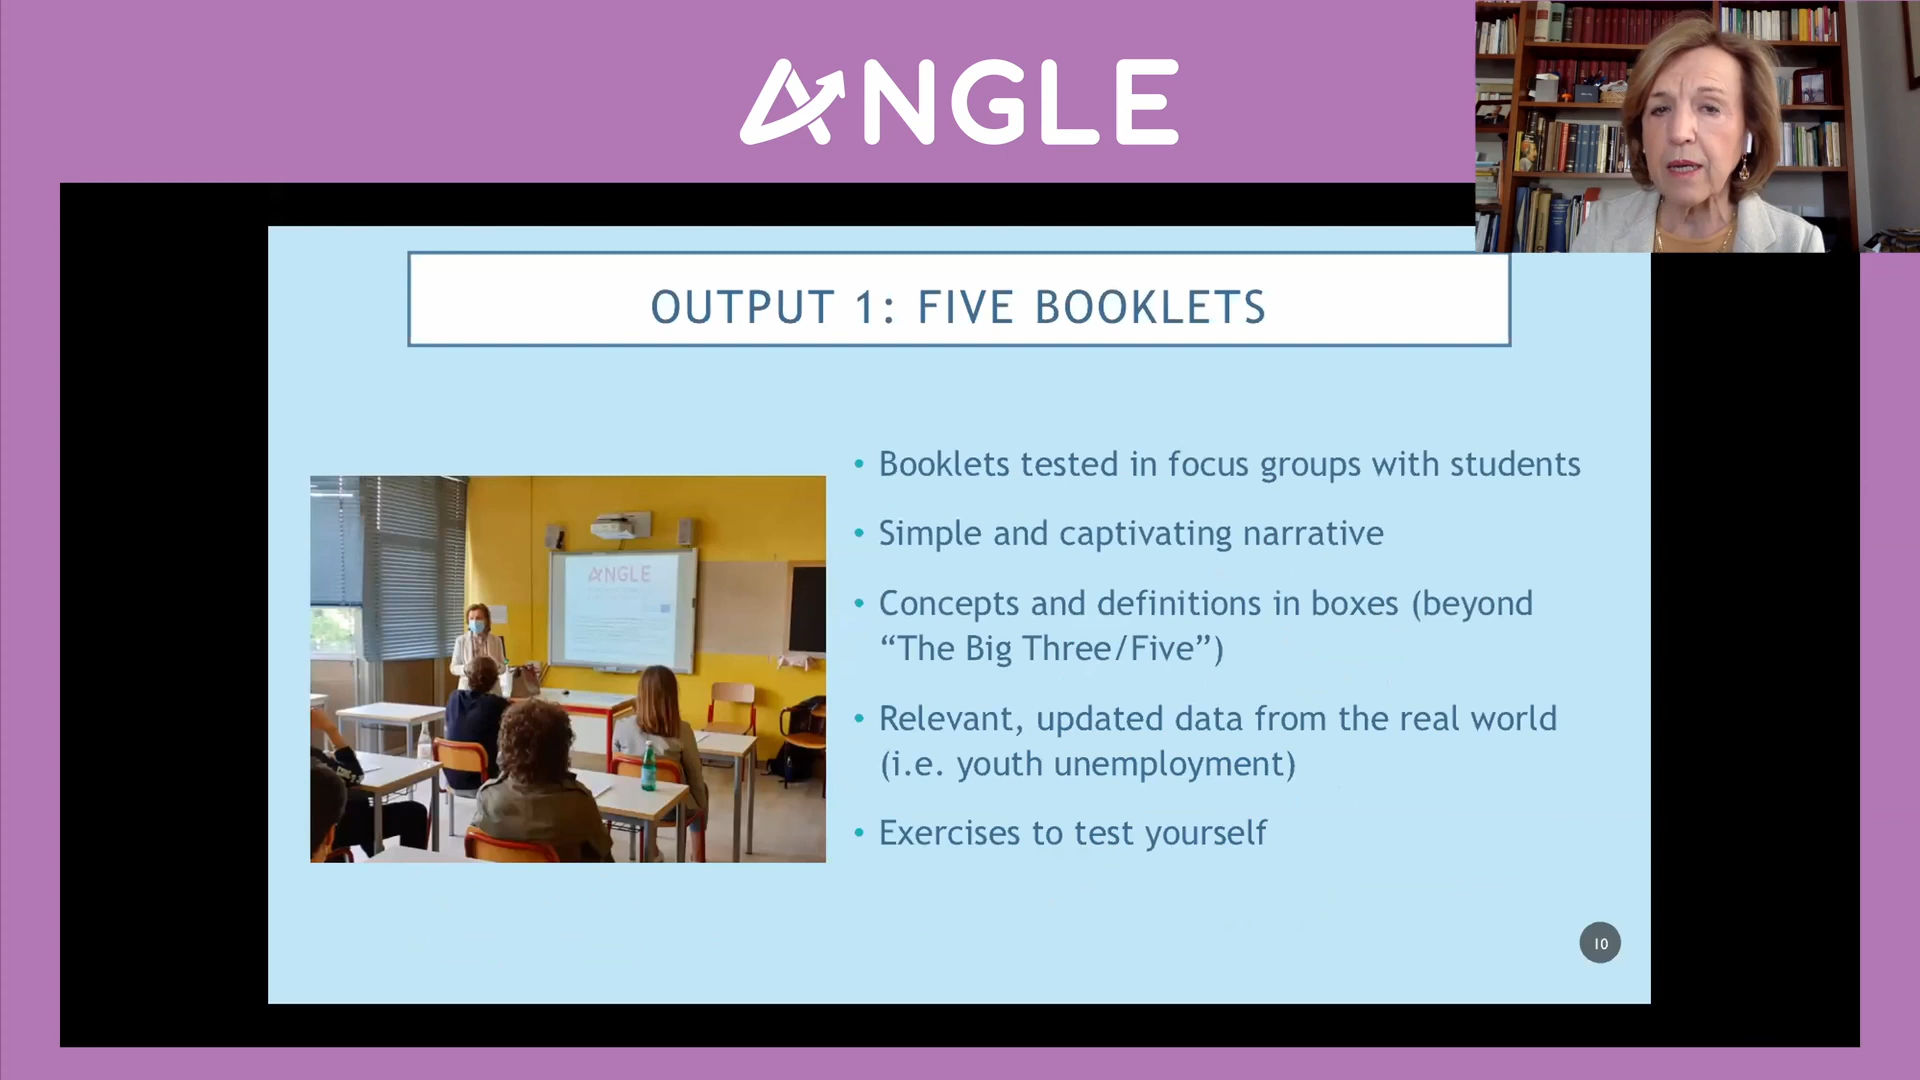 ANGLE
OUTPUT 1: FIVE BOOKLETS
• Booklets tested in focus groups with students
• Simple and captivating narrative
• Concepts and definitions in boxes (beyond
“The Big Three/Five”)
• Relevant, updated data from the real world
(i.e. youth unemployment)
• Exercises to test yourself
ANGLE
10